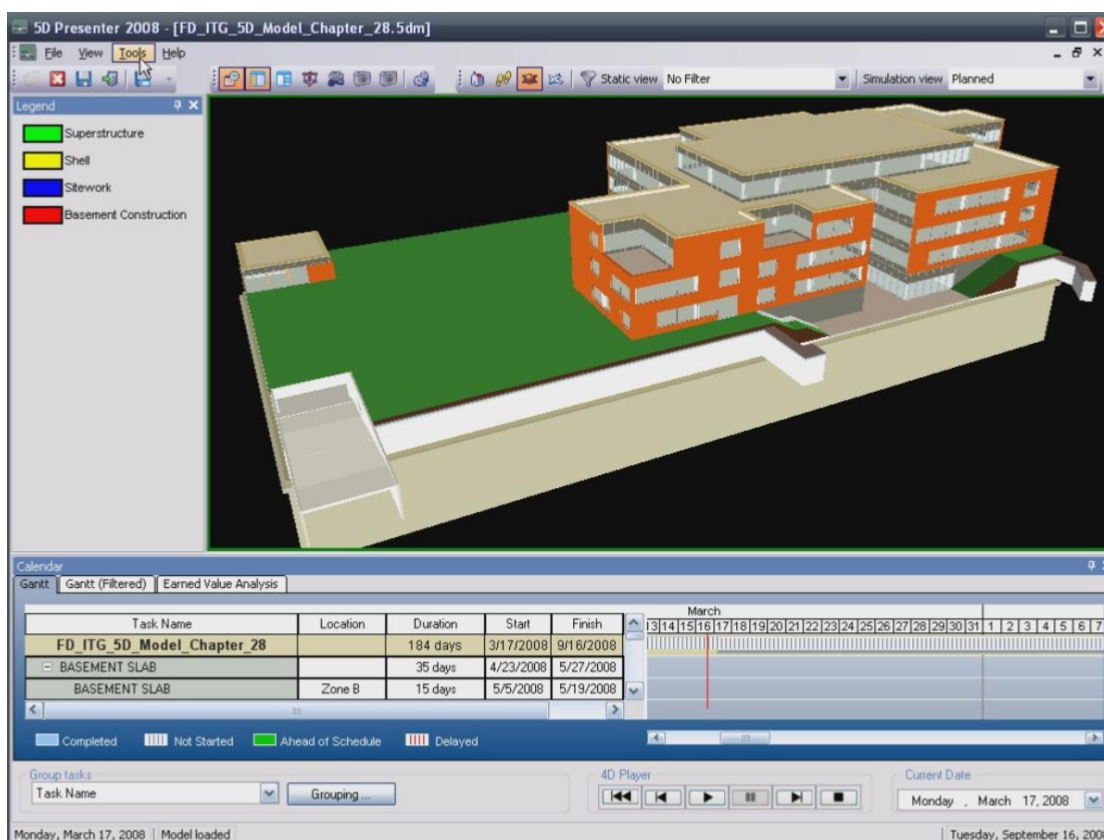 5D Presenter 2008 - [FD_ITG_5D_Model_Chapter_28.5dm]
File View Tools Help
Static view No Filter Simulation view Planned
Legend
Superstructure
Shell
Sitework
Basement Construction
Calendar
Gantt Gantt (Filtered) Earned Value Analysis
March
Task Name Location Duration Start Finish
13 14 15 16 17 18 19 20 21 22 23 24 25 26 27 28 29 30 31 1 2 3 4 5 6 7
FD_ITG_5D_Model_Chapter_28 184 days 3/17/2008 9/16/2008
BASEMENT SLAB 35 days 4/23/2008 5/27/2008
BASEMENT SLAB Zone B 15 days 5/5/2008 5/19/2008
Completed Not Started Ahead of Schedule Delayed
Group tasks 4D Player Current Date
Task Name Grouping ... Monday , March 17, 2008
Monday, March 17, 2008 Model loaded Tuesday, September 16, 2008